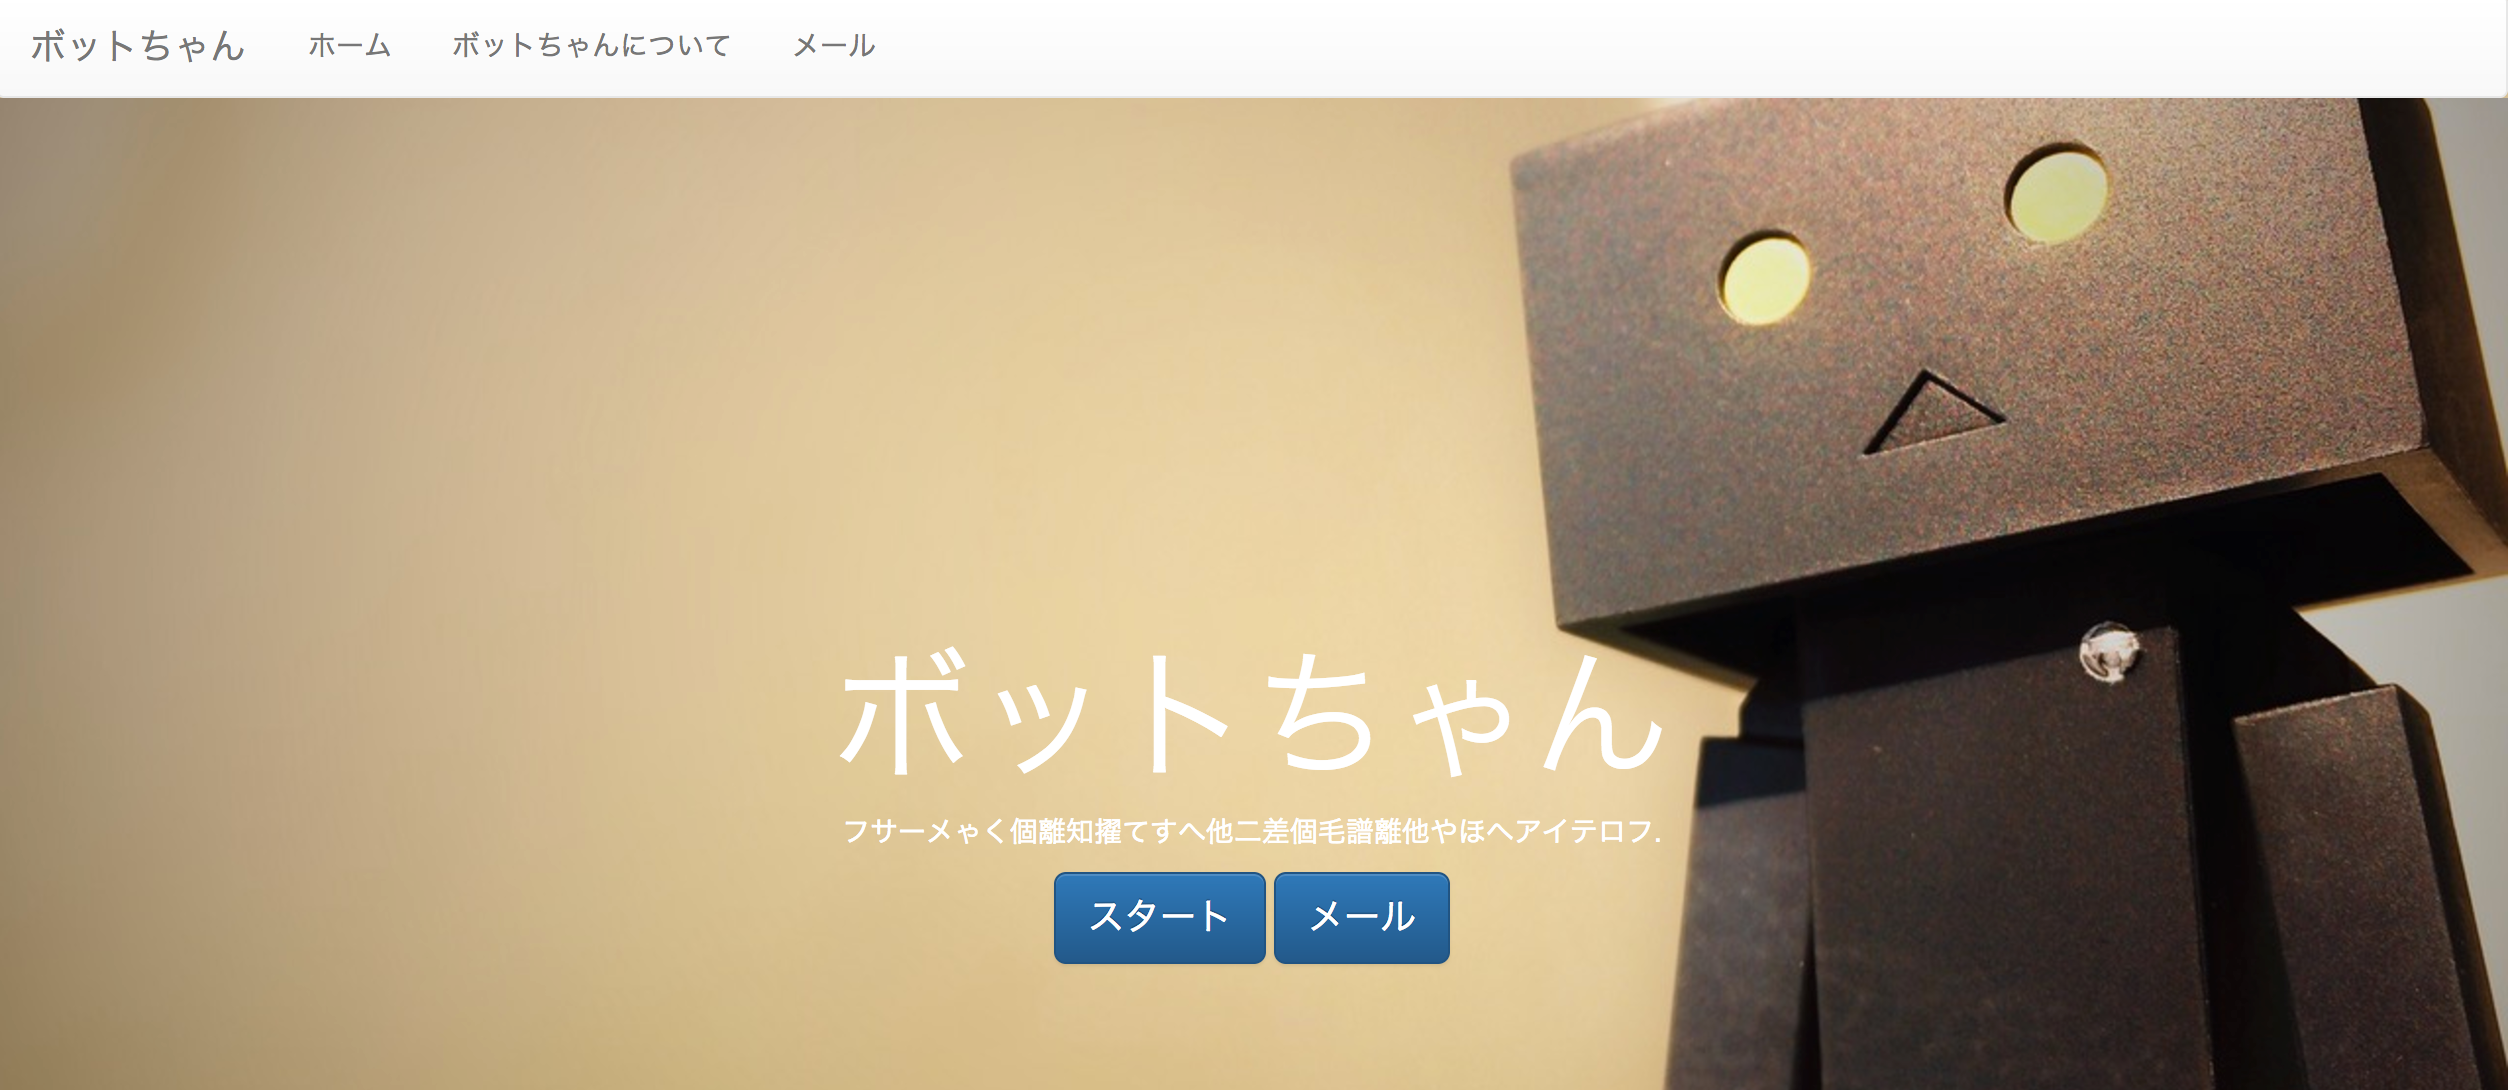 ボットちゃん ホーム ボットちゃんについて メール
ボットちゃん
フサーメゃく個離知擢てすへ他二差個毛譜離他やほへアイテロフ.
スタート メール